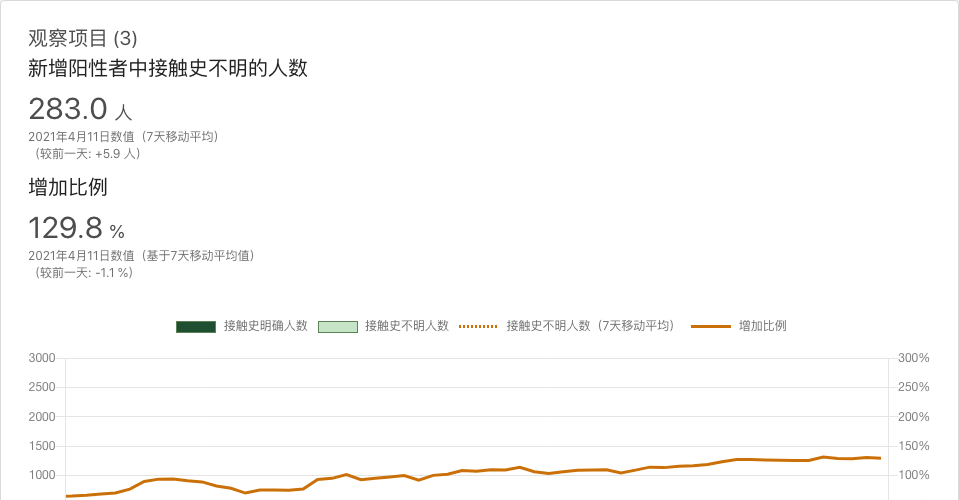 观察项目 (3)
新增阳性者中接触史不明的人数
283.0 人
2021年4月11日数值（7天移动平均）
（较前一天: +5.9 人）
增加比例
129.8 %
2021年4月11日数值（基于7天移动平均值）
（较前一天: -1.1 %）
接触史明确人数 接触史不明人数 接触史不明人数（7天移动平均） 增加比例
3000 300%
2500 250%
2000 200%
1500 150%
1000 100%